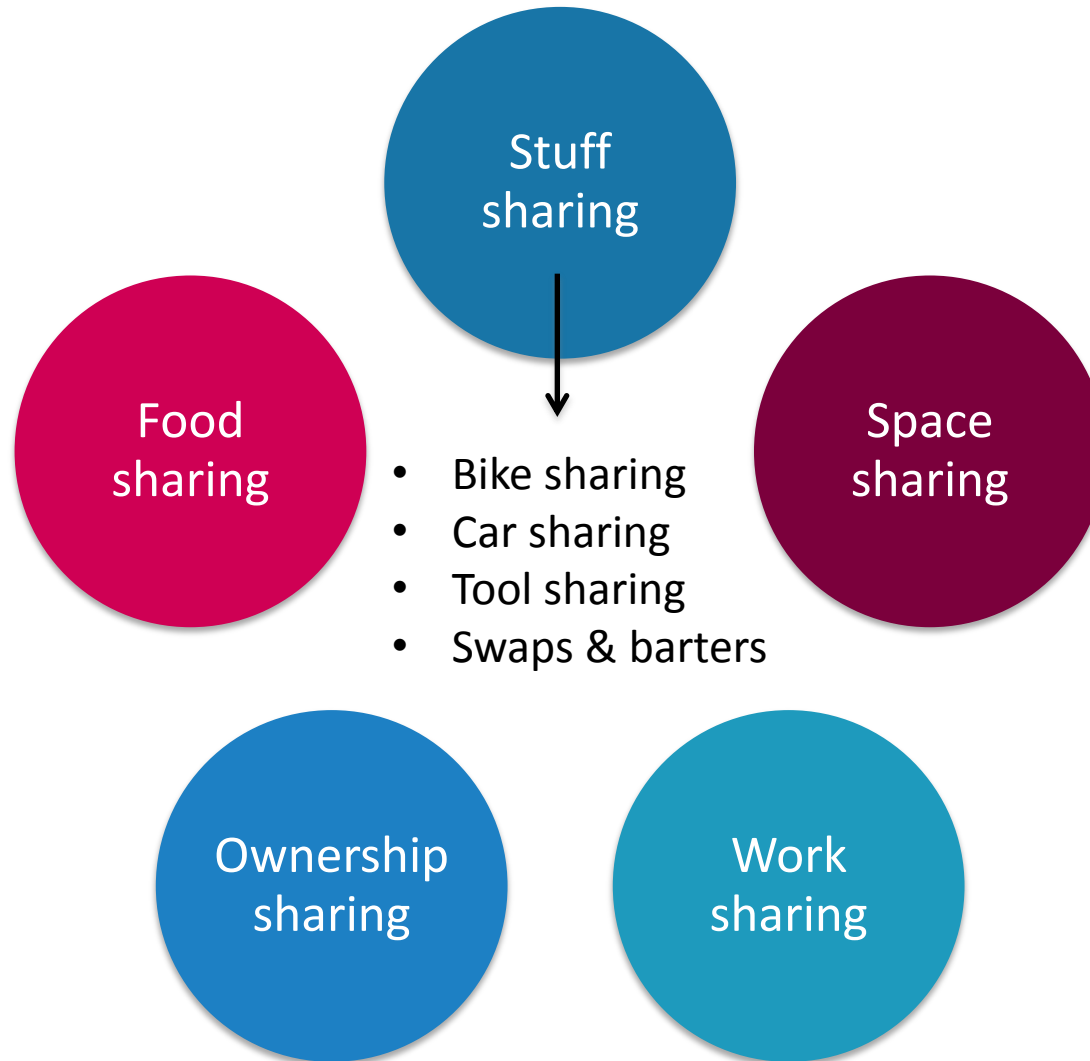 Stuff
sharing
Food
sharing
Space
sharing
• Bike sharing
• Car sharing
• Tool sharing
• Swaps & barters
Ownership
sharing
Work
sharing